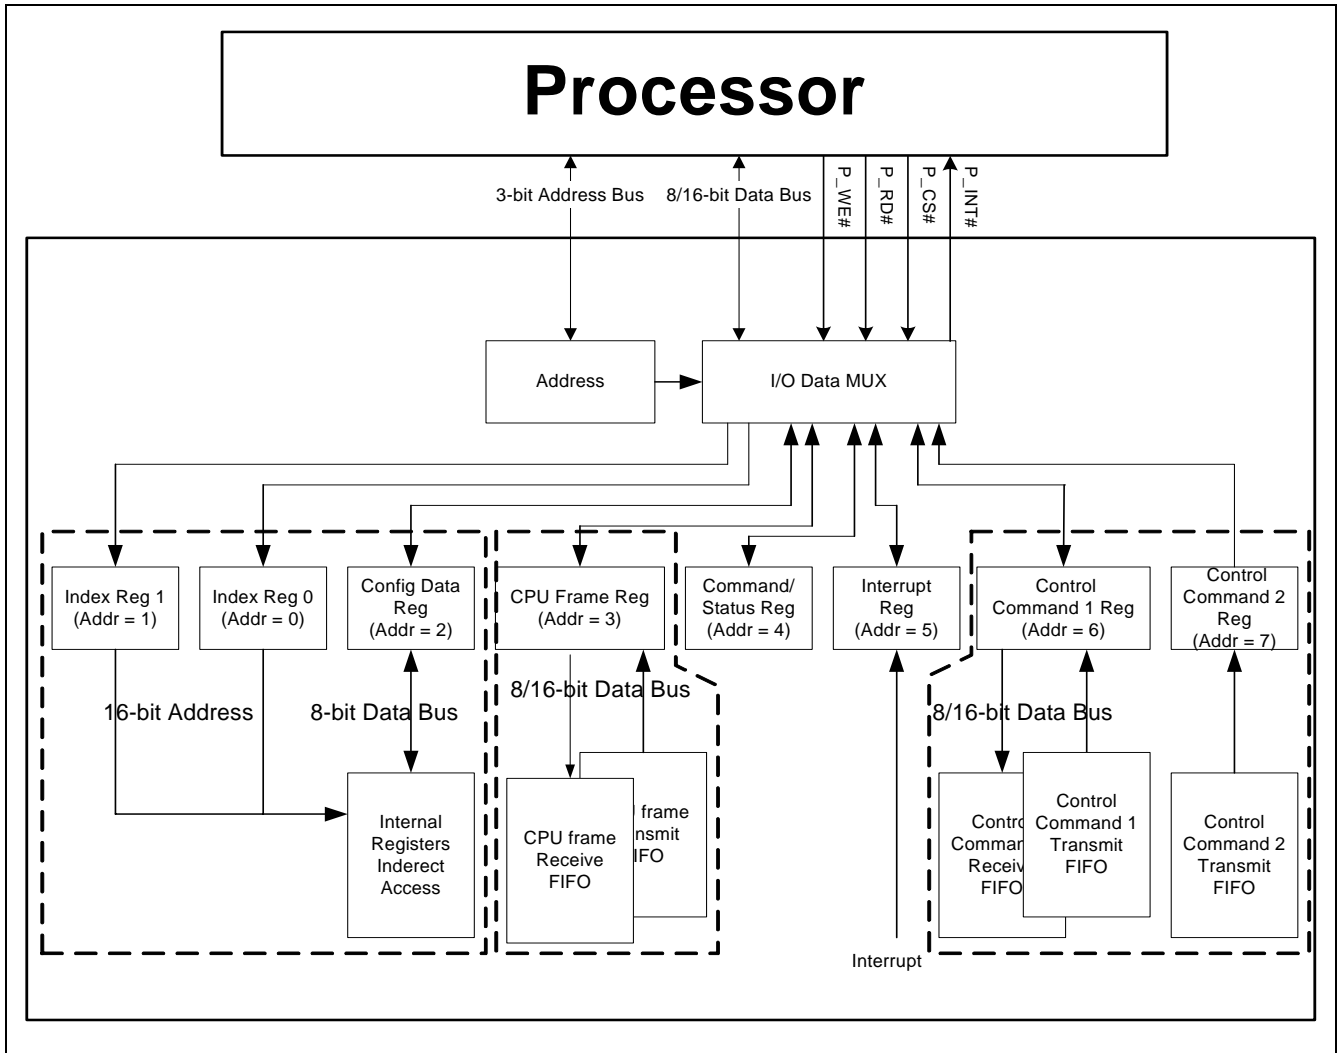 Processor
3-bit Address Bus
8/16-bit Data Bus
P_WE#
P_RD#
P_CS#
P_INT#
Address
I/O Data MUX
Index Reg 1
(Addr = 1)
Index Reg 0
(Addr = 0)
Config Data
Reg
(Addr = 2)
CPU Frame Reg
(Addr = 3)
Command/
Status Reg
(Addr = 4)
Interrupt
Reg
(Addr = 5)
Control
Command 1 Reg
(Addr = 6)
Control
Command 2
Reg
(Addr = 7)
16-bit Address
8-bit Data Bus
8/16-bit Data Bus
8/16-bit Data Bus
Internal
Registers
Inderect
Access
CPU frame
Receive
FIFO
frame
Control
Command 1
Transmit
FIFO
FIFO
Control
Command 2
Transmit
FIFO
Interrupt